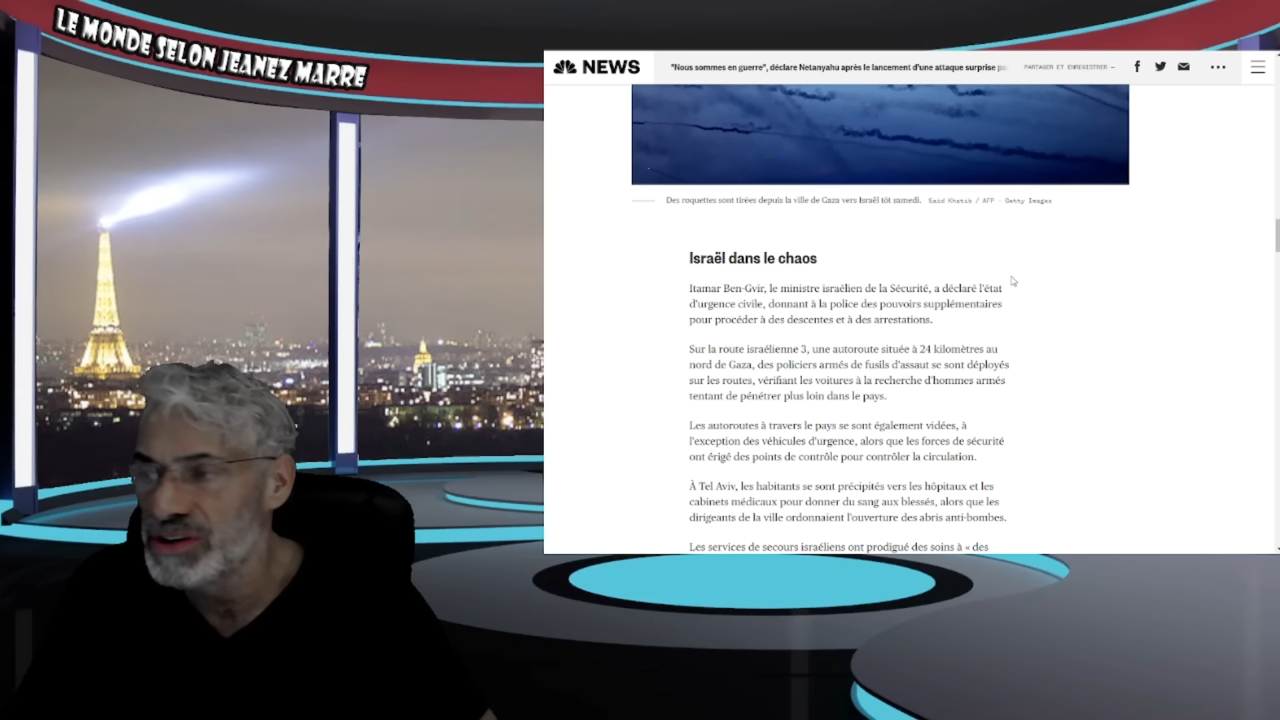 LE MONDE SELON JEANEZ MARRE
NEWS
"Nous sommes en guerre", déclare Netanyahu après le lancement d'une attaque surprise
PARTAGER ET ENREGISTRER —
Des roquettes sont tirées depuis la ville de Gaza vers Israël tôt samedi. Said Khatib / AFP - Getty Images
Israël dans le chaos
Itamar Ben-Gvir, le ministre israélien de la Sécurité, a déclaré l'état
d'urgence civile, donnant à la police des pouvoirs supplémentaires
pour procéder à des descentes et à des arrestations.
Sur la route israélienne 3, une autoroute située à 24 kilomètres au
nord de Gaza, des policiers armés de fusils d'assaut se sont déployés
sur les routes, vérifiant les voitures à la recherche d'hommes armés
tentant de pénétrer plus loin dans le pays.
Les autoroutes à travers le pays se sont également vidées, à
l'exception des véhicules d'urgence, alors que les forces de sécurité
ont érigé des points de contrôle pour contrôler la circulation.
À Tel Aviv, les habitants se sont précipités vers les hôpitaux et les
cabinets médicaux pour donner du sang aux blessés, alors que les
dirigeants de la ville ordonnaient l'ouverture des abris anti-bombes.
Les services de secours israéliens ont prodigué des soins à « des